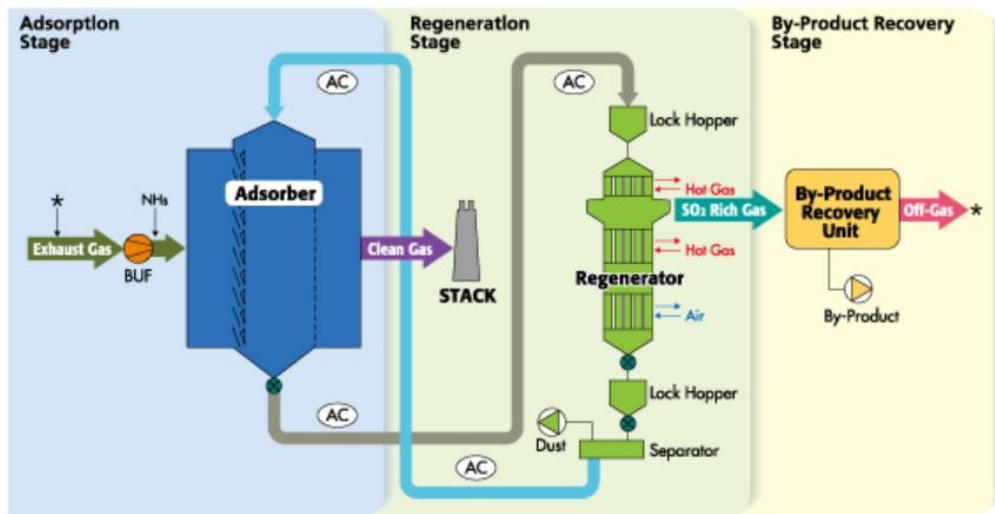 Adsorption
Stage
Regeneration
Stage
By-Product Recovery
Stage
AC
AC
Lock Hopper
Adsorber
Hot Gas
SO₂ Rich Gas
By-Product
Recovery
Unit
Off-Gas
*
*
NH₃
Exhaust Gas
BUF
Clean Gas
STACK
Hot Gas
Regenerator
Air
By-Product
Lock Hopper
AC
Dust
Separator
AC